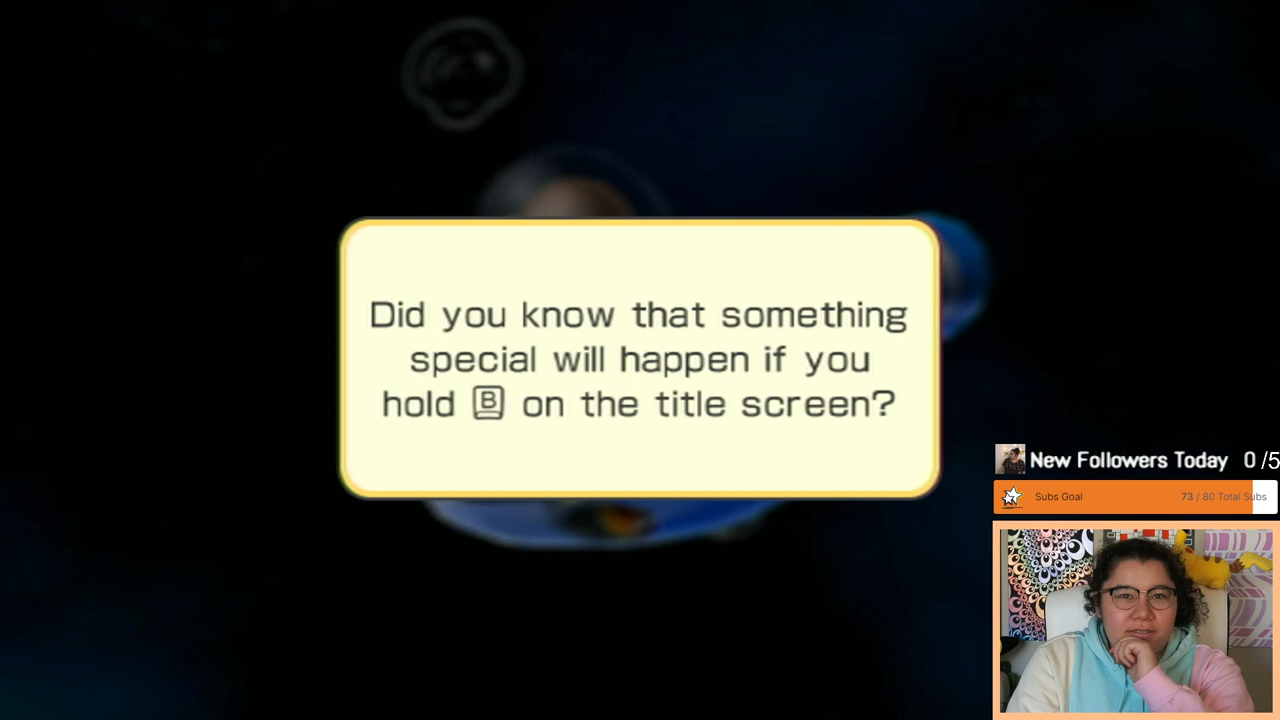 Did you know that something
special will happen if you
hold B on the title screen?
New Followers Today 0 /5
Subs Goal 73 / 80 Total Subs